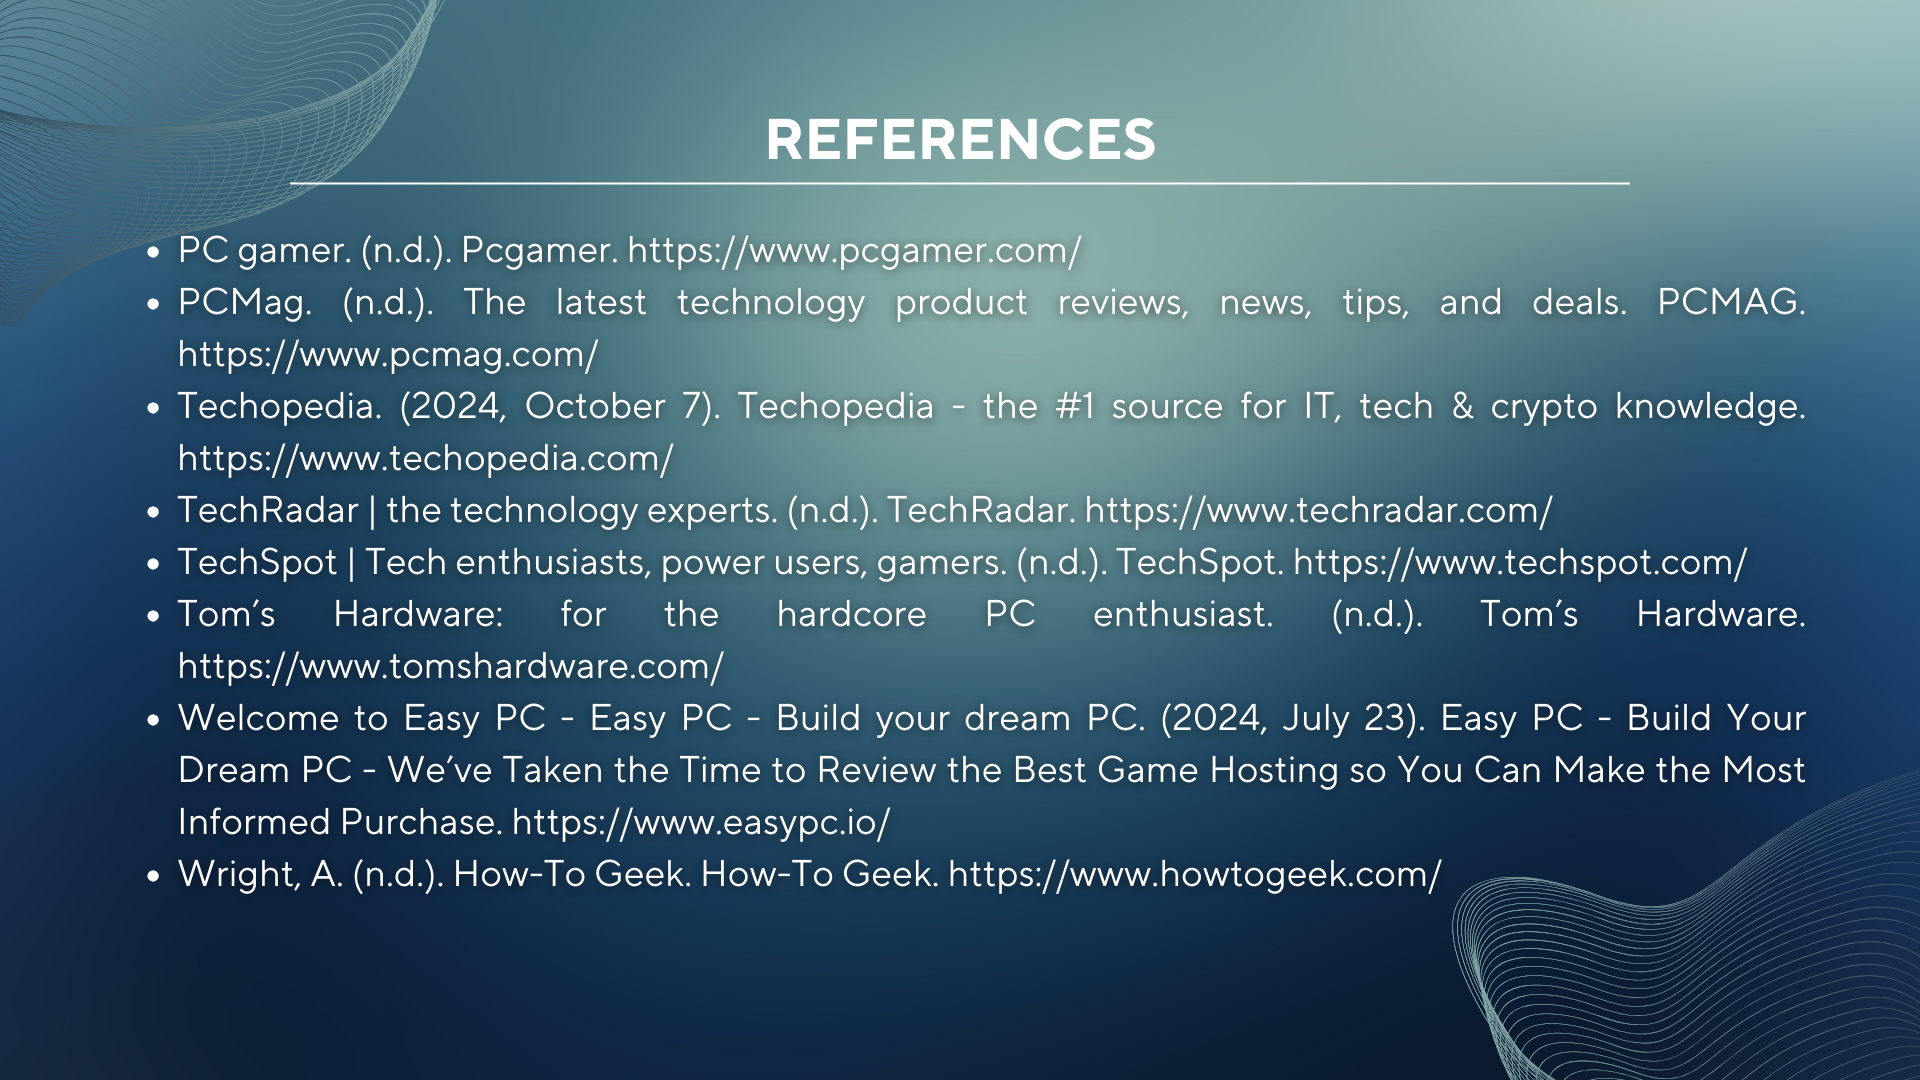 REFERENCES
• PC gamer. (n.d.). Pcgamer. https://www.pcgamer.com/
• PCMag. (n.d.). The latest technology product reviews, news, tips, and deals. PCMAG.
https://www.pcmag.com/
• Techopedia. (2024, October 7). Techopedia - the #1 source for IT, tech & crypto knowledge.
https://www.techopedia.com/
• TechRadar | the technology experts. (n.d.). TechRadar. https://www.techradar.com/
• TechSpot | Tech enthusiasts, power users, gamers. (n.d.). TechSpot. https://www.techspot.com/
• Tom’s Hardware: for the hardcore PC enthusiast. (n.d.). Tom’s Hardware.
https://www.tomshardware.com/
• Welcome to Easy PC - Easy PC - Build your dream PC. (2024, July 23). Easy PC - Build Your
Dream PC - We’ve Taken the Time to Review the Best Game Hosting so You Can Make the Most
Informed Purchase. https://www.easypc.io/
• Wright, A. (n.d.). How-To Geek. How-To Geek. https://www.howtogeek.com/